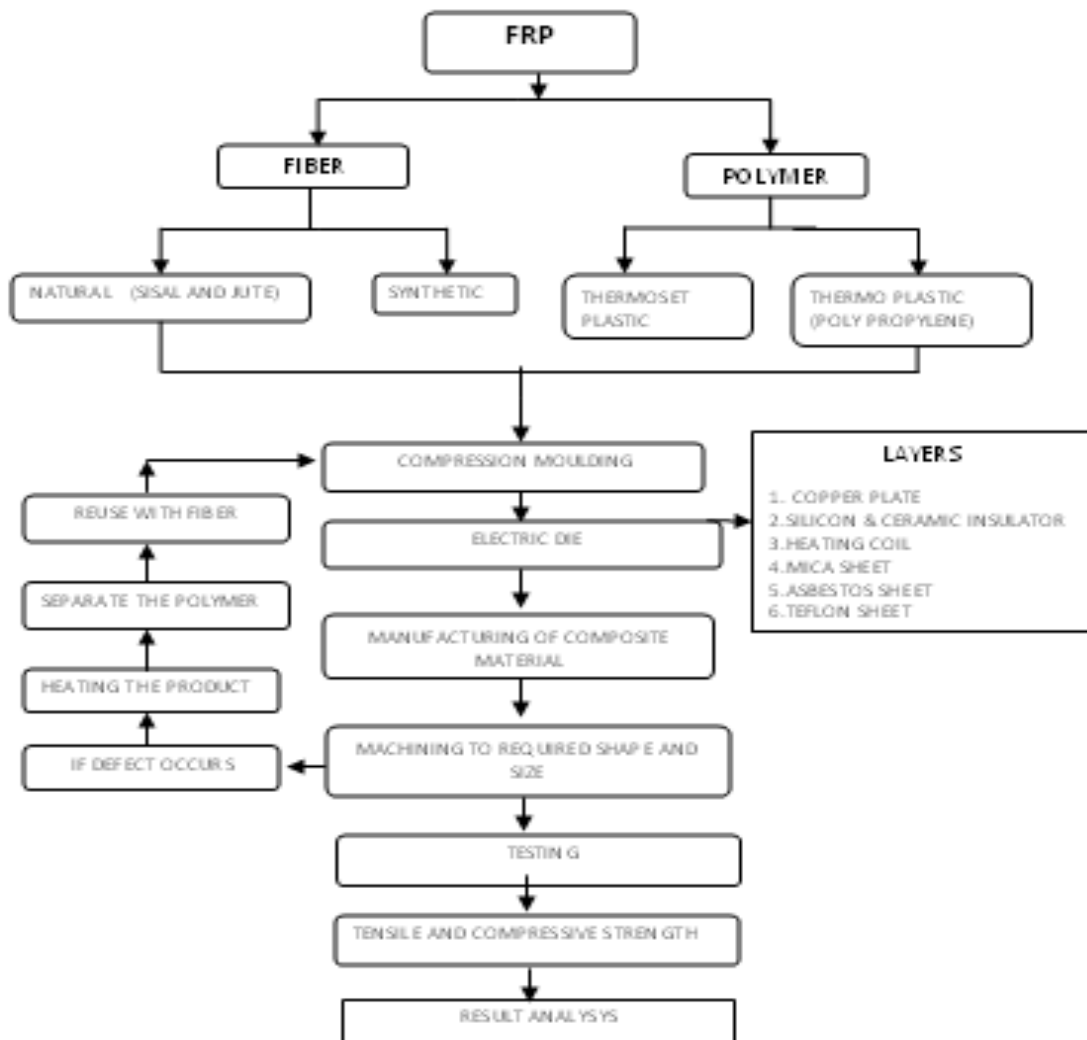 FRP
FIBER
POLYMER
NATURAL (SISAL AND JUTE)
SYNTHETIC
THERMOSET
PLASTIC
THERMO PLASTIC
(POLY PROPYLENE)
COMPRESSION MOULDING
LAYERS
1. COPPER PLATE
2.SILICON & CERAMIC INSULATOR
3.HEATING COIL
4.MICA SHEET
5.ASBESTOS SHEET
6.TEFLON SHEET
REUSE WITH FIBER
ELECTRIC DIE
SEPARATE THE POLYMER
MANUFACTURING OF COMPOSITE
MATERIAL
HEATING THE PRODUCT
MACHINING TO REQUIRED SHAPE AND
SIZE
IF DEFECT OCCURS
TESTING
TENSILE AND COMPRESSIVE STRENGTH
RESULT ANALYSYS